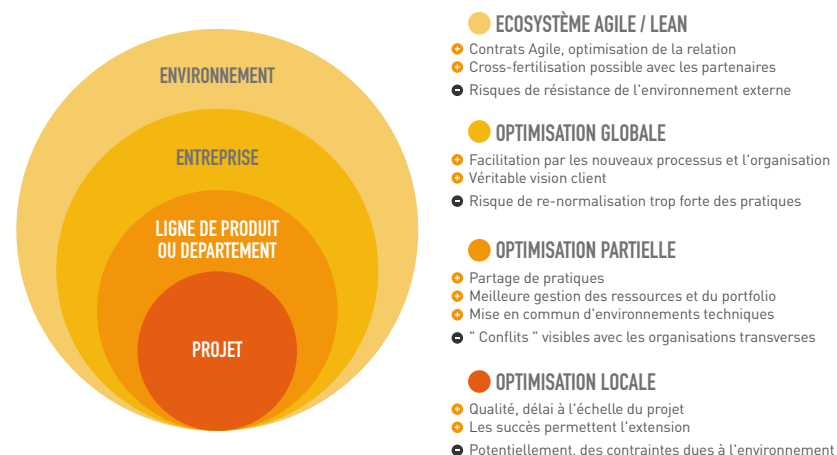 ENVIRONNEMENT
ENTREPRISE
LIGNE DE PRODUIT
OU DEPARTEMENT
PROJET
ECOSYSTÈME AGILE / LEAN
Contrats Agile, optimisation de la relation
Cross-fertilisation possible avec les partenaires
Risques de résistance de l'environnement externe
OPTIMISATION GLOBALE
Facilitation par les nouveaux processus et l'organisation
Véritable vision client
Risque de re-normalisation trop forte des pratiques
OPTIMISATION PARTIELLE
Partage de pratiques
Meilleure gestion des ressources et du portfolio
Mise en commun d'environnements techniques
" Conflits " visibles avec les organisations transverses
OPTIMISATION LOCALE
Qualité, délai à l'échelle du projet
Les succès permettent l'extension
Potentiellement, des contraintes dues à l'environnement